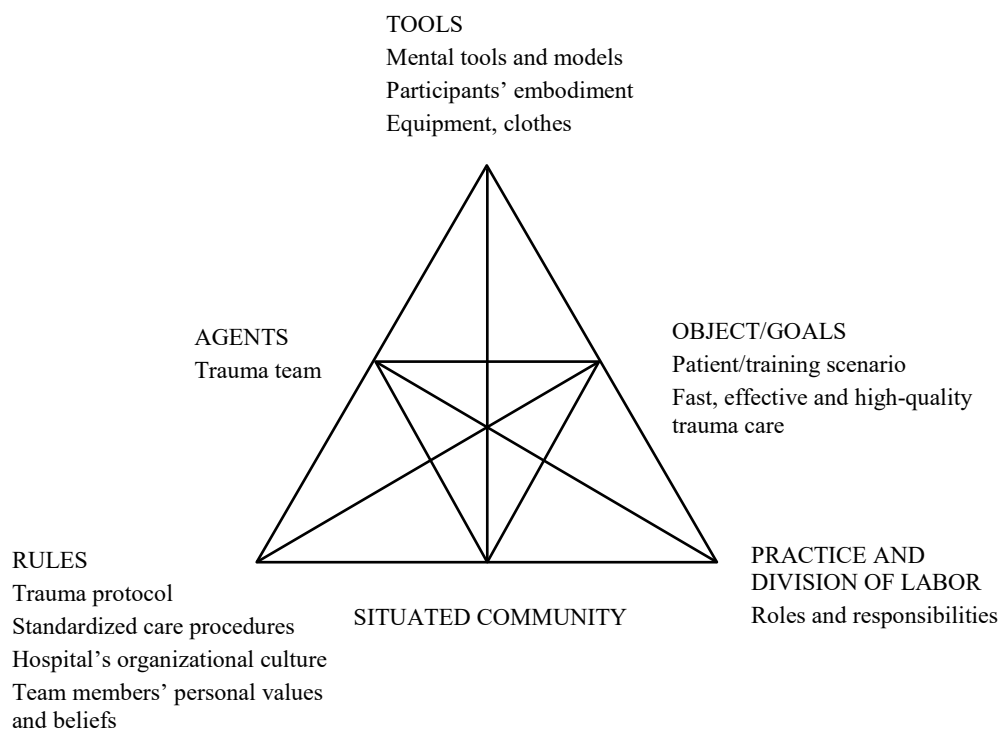 TOOLS
Mental tools and models
Participants’ embodiment
Equipment, clothes
AGENTS
Trauma team
OBJECT/GOALS
Patient/training scenario
Fast, effective and high-quality
trauma care
RULES
Trauma protocol
Standardized care procedures
Hospital’s organizational culture
Team members’ personal values
and beliefs
SITUATED COMMUNITY
PRACTICE AND
DIVISION OF LABOR
Roles and responsibilities